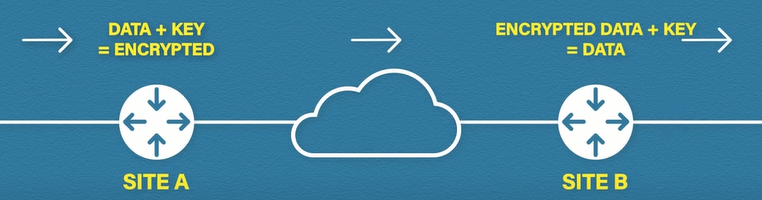 DATA + KEY
= ENCRYPTED
ENCRYPTED DATA + KEY
= DATA
SITE A
SITE B